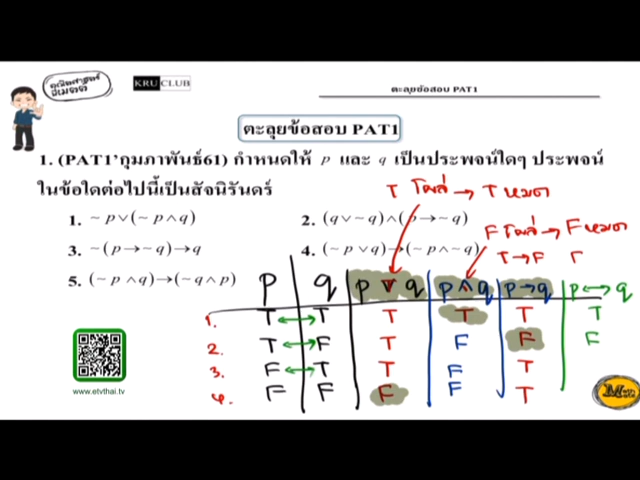 คณิตศาสตร์
KRU CLUB
ตะลุยข้อสอบ PAT1
ตะลุยข้อสอบ PAT1
1. (PAT1'กุมภาพันธ์61) กำหนดให้ p และ q เป็นประพจน์ใดๆ ประพจน์
ในข้อใดต่อไปนี้เป็นสัจนิรันดร์
T โผล่ → T หมด
1. ~p∨(~p∧q) 2. (q∨~q)∧(p→~q)
F โผล่ → F หมด
3. ~(p→~q)→q 4. (~p∨q)→(~p∧~q) T→F F
5. (~p∧q)→(~q∧p)
p q p∨q p∧q p→q p↔q
1. T ↔ T T T T T
2. T ↔ F T F F F
3. F ↔ T T F T
4. F F F F T
www.etvthai.tv